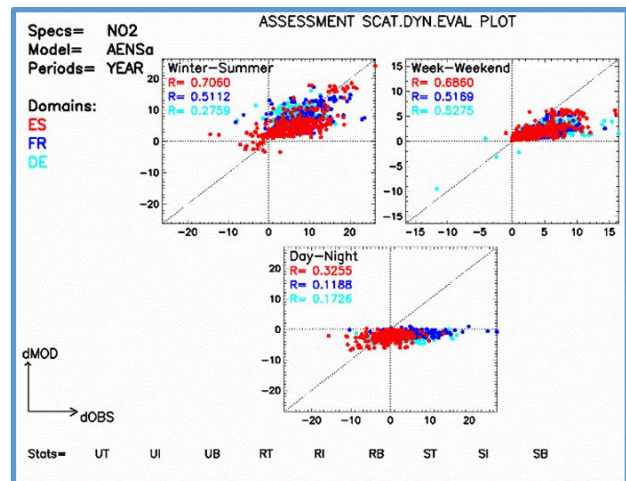 ASSESSMENT SCAT.DYN.EVAL PLOT
Specs= NO2
Model= AENSa
Periods= YEAR
Domains:
ES
FR
DE
Winter-Summer
R= 0.7060
R= 0.5112
R= 0.2759
20
10
0
-10
-20
-20 -10 0 10 20
Week-Weekend
R= 0.6860
R= 0.5169
R= 0.5275
15
10
5
0
-5
-10
-15
-15 -10 -5 0 5 10 15
Day-Night
R= 0.3255
R= 0.1188
R= 0.1726
20
10
0
-10
-20
-20 -10 0 10 20
dMOD
dOBS
Stats= UT UI UB RT RI RB ST SI SB